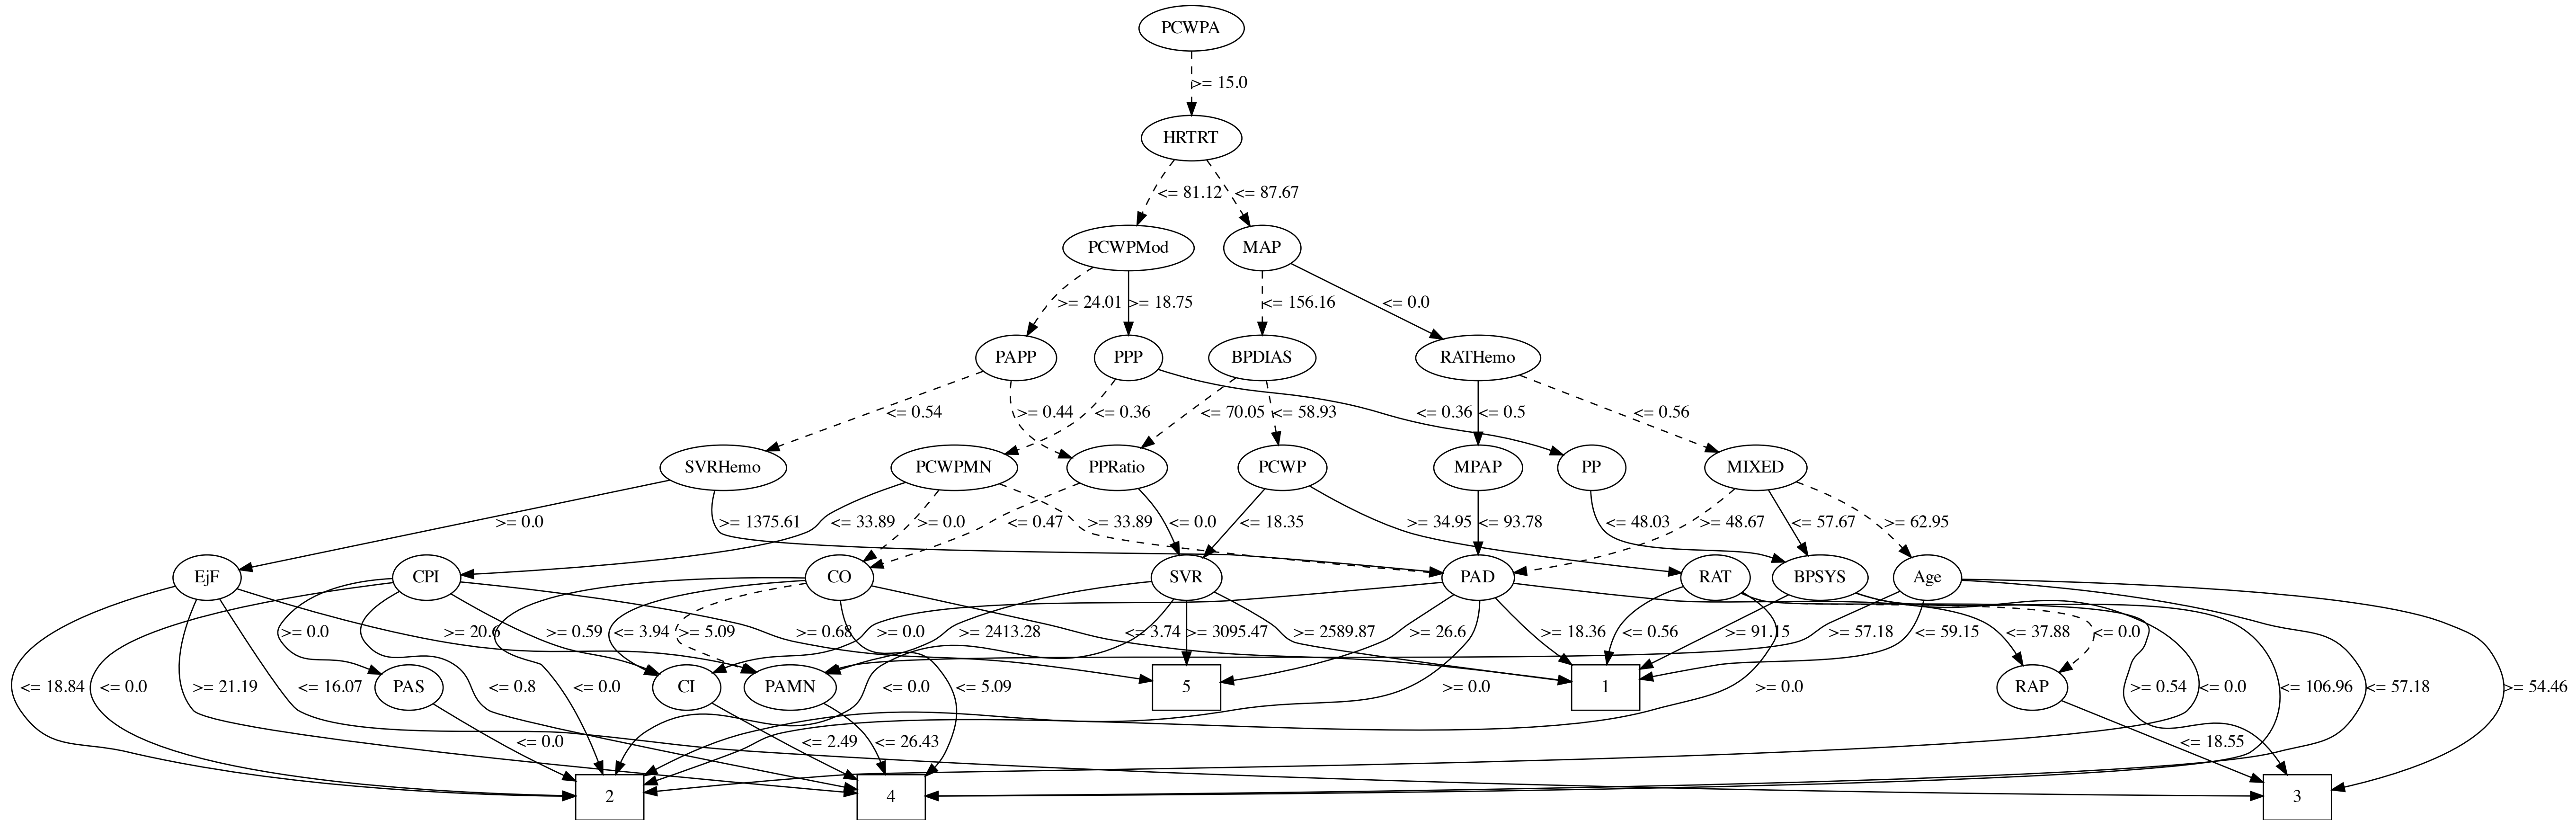 PCWPA
>= 15.0
HRTRT
<= 81.12 <= 87.67
PCWPMod MAP
>= 24.01 >= 18.75 <= 156.16 <= 0.0
PAPP PPP BPDIAS RATHemo
<= 0.54 >= 0.44 <= 0.36 <= 70.05 <= 58.93 <= 0.36 <= 0.5 <= 0.56
SVRHemo PCWPMN PPRatio PCWP MPAP PP MIXED
>= 0.0 >= 1375.61 <= 33.89 >= 0.0 <= 0.47 >= 33.89 <= 0.0 <= 18.35 >= 34.95 <= 93.78 <= 48.03 >= 48.67 <= 57.67 >= 62.95
EjF CPI CO SVR PAD RAT BPSYS Age
>= 0.0 >= 20.6 >= 0.59 <= 3.94 >= 5.09 >= 0.68 >= 0.0 >= 2413.28 <= 3.74 >= 3095.47 >= 2589.87 >= 26.6 >= 18.36 <= 0.56 >= 91.15 >= 57.18 <= 59.15 <= 37.88 <= 0.0
<= 18.84 <= 0.0 >= 21.19 <= 16.07 PAS <= 0.8 <= 0.0 CI PAMN <= 0.0 <= 5.09 5 >= 0.0 1 >= 0.0 RAP >= 0.54 <= 0.0 <= 106.96 <= 57.18 >= 54.46
<= 0.0 <= 2.49 <= 26.43 <= 18.55
2 4 3